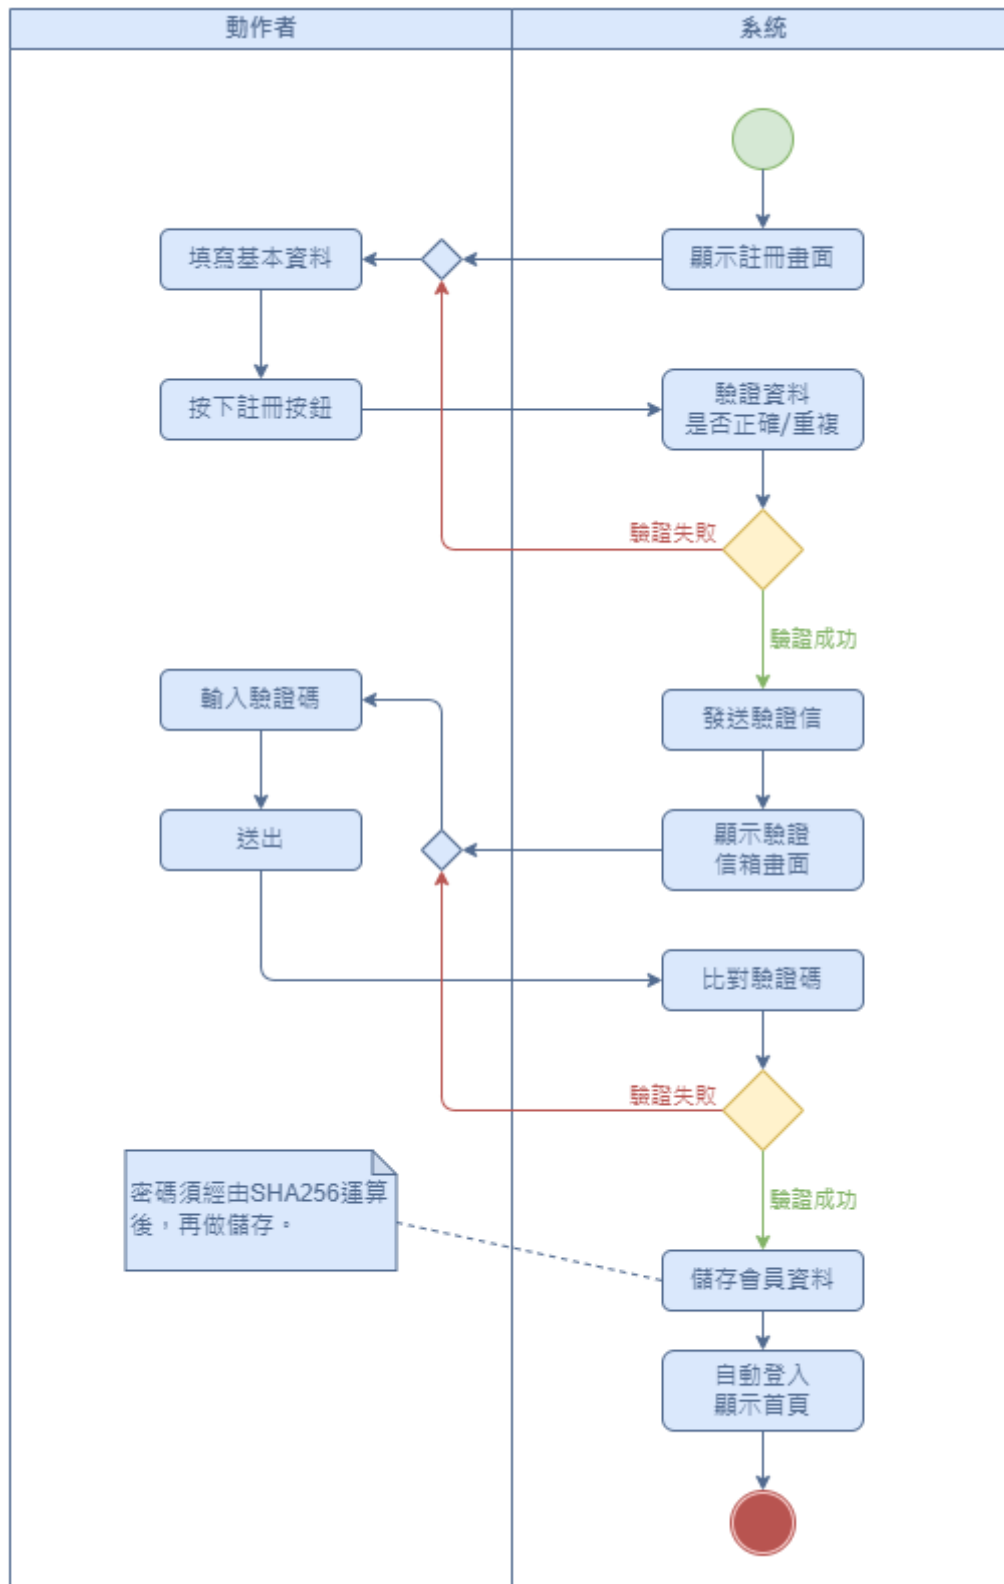 動作者
系統
填寫基本資料
顯示註冊畫面
按下註冊按鈕
驗證資料
是否正確/重複
驗證失敗
驗證成功
輸入驗證碼
發送驗證信
送出
顯示驗證
信箱畫面
比對驗證碼
驗證失敗
密碼須經由SHA256運算
後，再做儲存。
驗證成功
儲存會員資料
自動登入
顯示首頁